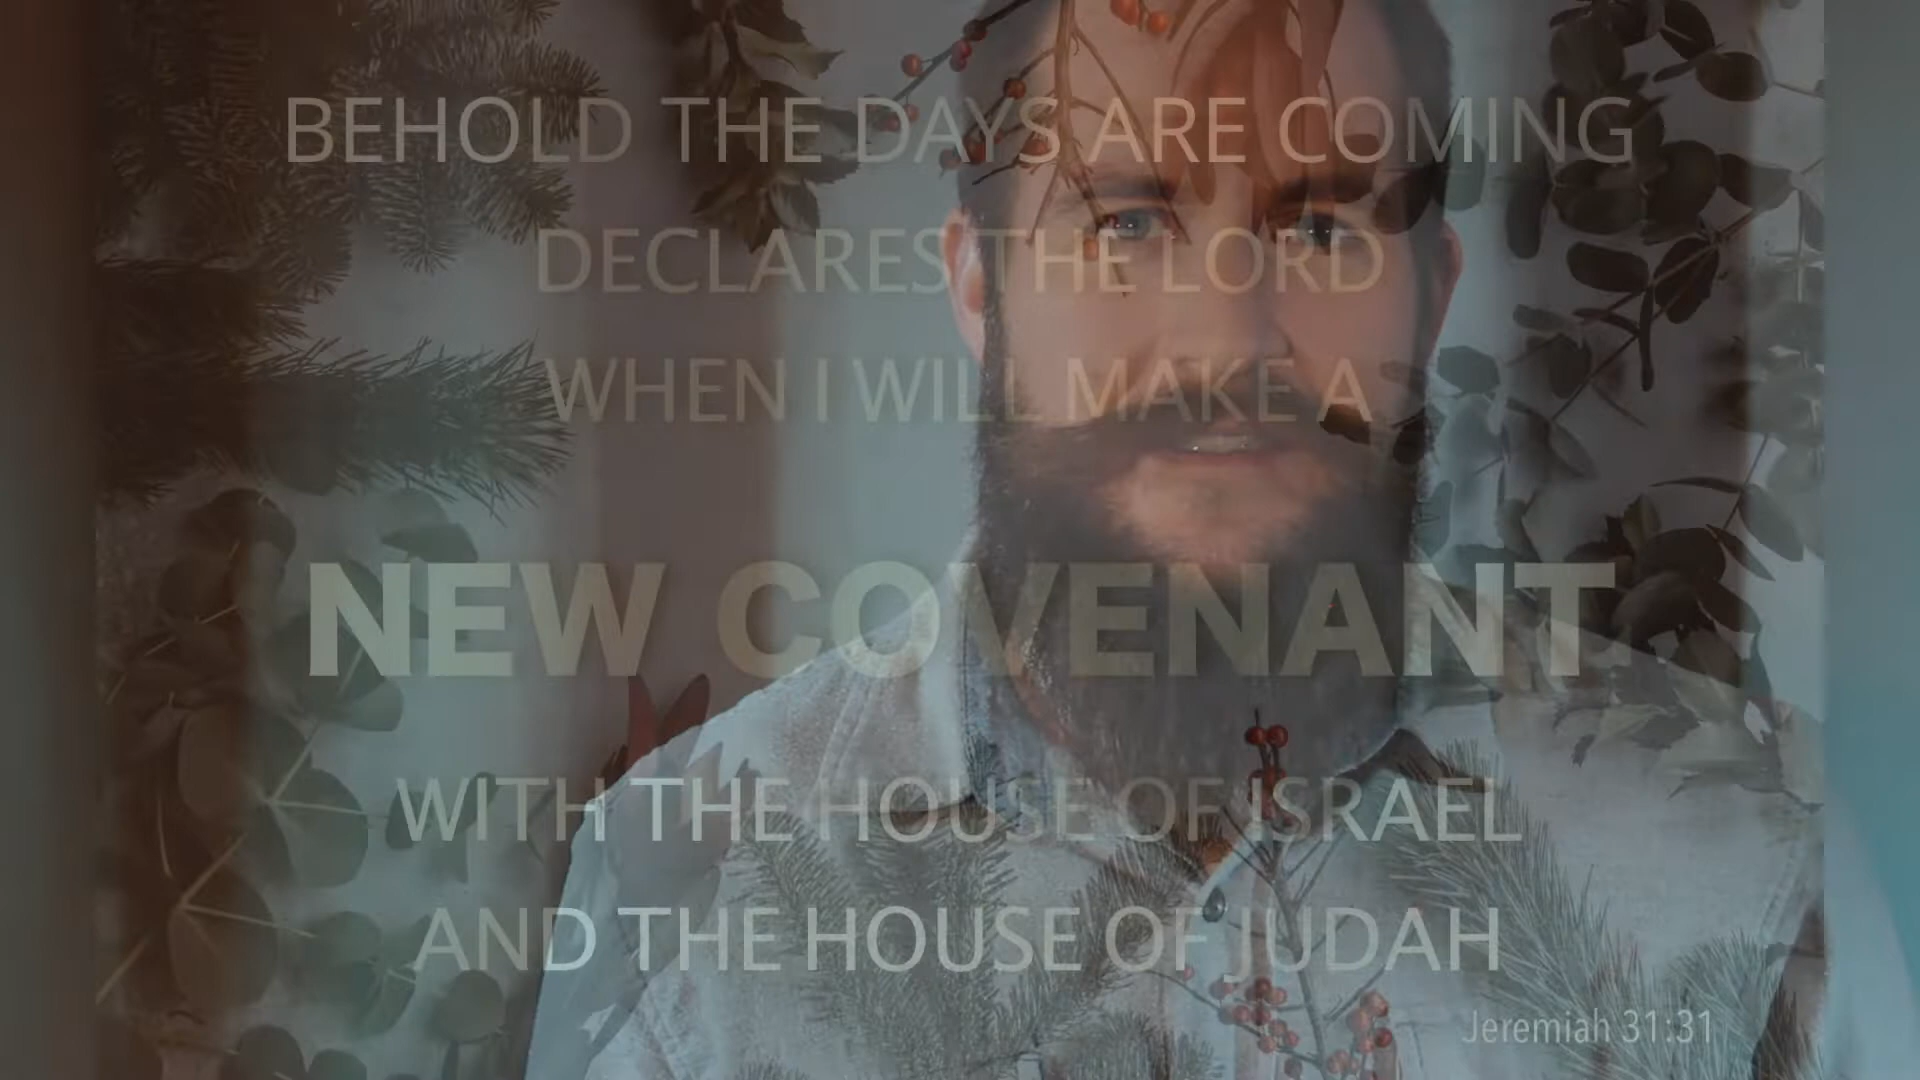 BEHOLD THE DAYS ARE COMING
DECLARES THE LORD
WHEN I WILL MAKE A
NEW COVENANT
WITH THE HOUSE OF ISRAEL
AND THE HOUSE OF JUDAH
Jeremiah 31:31